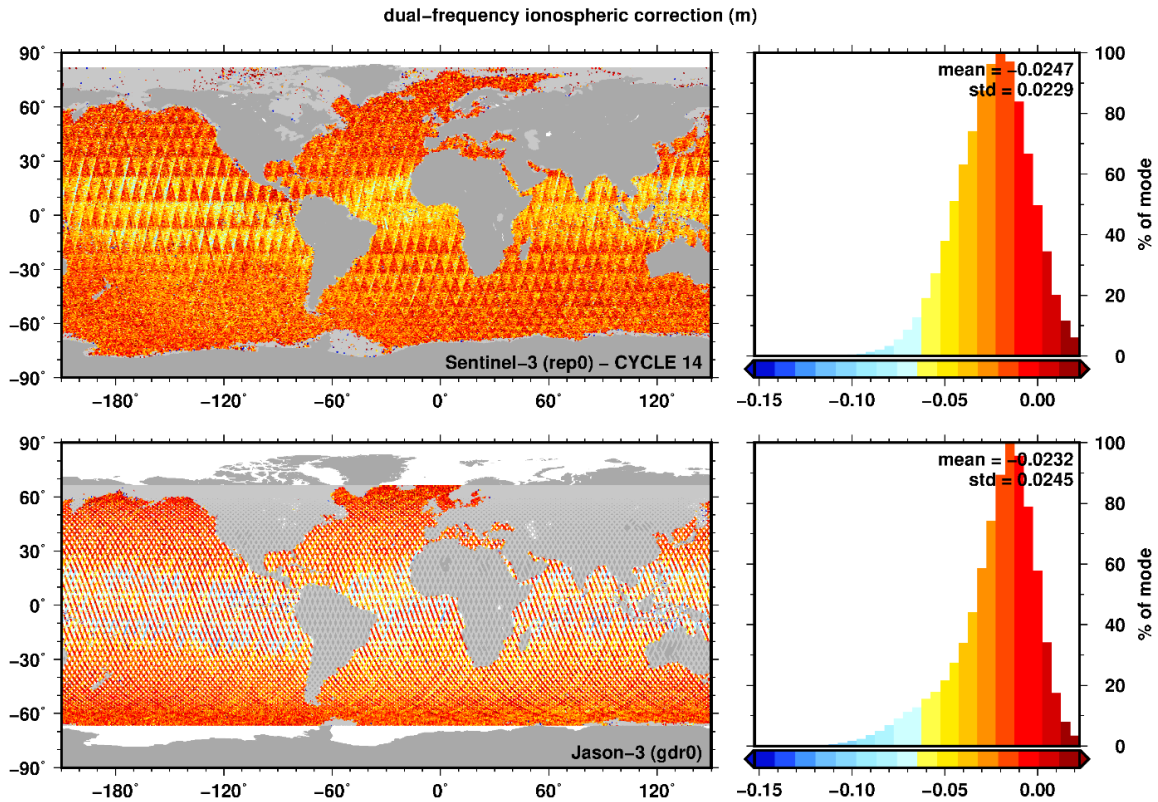 dual−frequency ionospheric correction (m)
90˚
60˚
30˚
0˚
−30˚
−60˚
−90˚
−180˚ −120˚ −60˚ 0˚ 60˚ 120˚
Sentinel−3 (rep0) − CYCLE 14
mean = −0.0247
std = 0.0229
100
80
60
40
20
0
% of mode
−0.15 −0.10 −0.05 0.00
90˚
60˚
30˚
0˚
−30˚
−60˚
−90˚
−180˚ −120˚ −60˚ 0˚ 60˚ 120˚
Jason−3 (gdr0)
mean = −0.0232
std = 0.0245
100
80
60
40
20
0
% of mode
−0.15 −0.10 −0.05 0.00